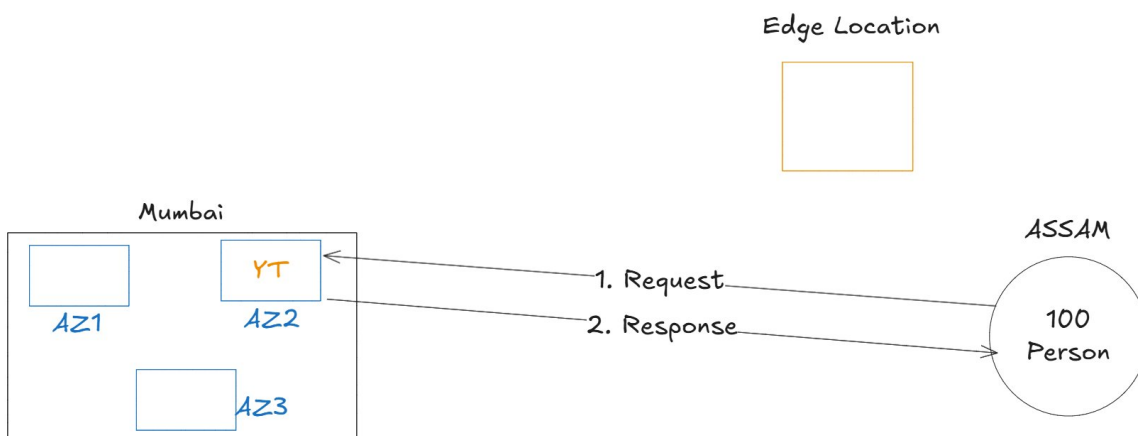 Edge Location
Mumbai
ASSAM
YT
AZ1
AZ2
1. Request
2. Response
100
Person
AZ3